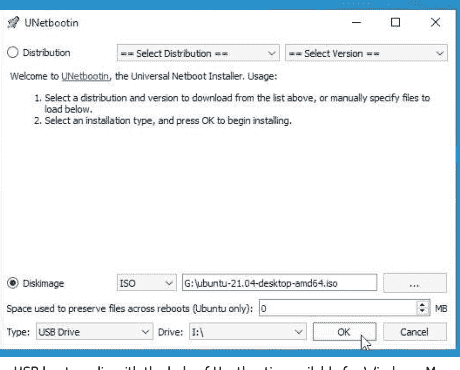 UNetbootin
Distribution == Select Distribution == == Select Version ==
Welcome to UNetbootin, the Universal Netboot Installer. Usage:
1. Select a distribution and version to download from the list above, or manually specify files to
load below.
2. Select an installation type, and press OK to begin installing.
Diskimage ISO G:\ubuntu-21.04-desktop-amd64.iso ...
Space used to preserve files across reboots (Ubuntu only): 0 MB
Type: USB Drive Drive: I:\ OK Cancel